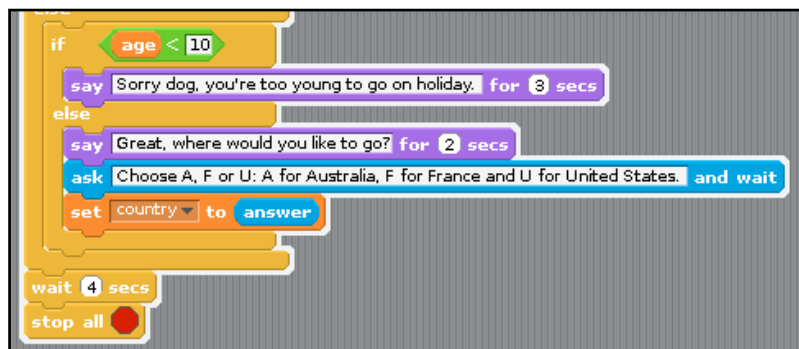 else
if age < 10
say Sorry dog, you're too young to go on holiday. for 3 secs
else
say Great, where would you like to go? for 2 secs
ask Choose A, F or U: A for Australia, F for France and U for United States. and wait
set country to answer
wait 4 secs
stop all